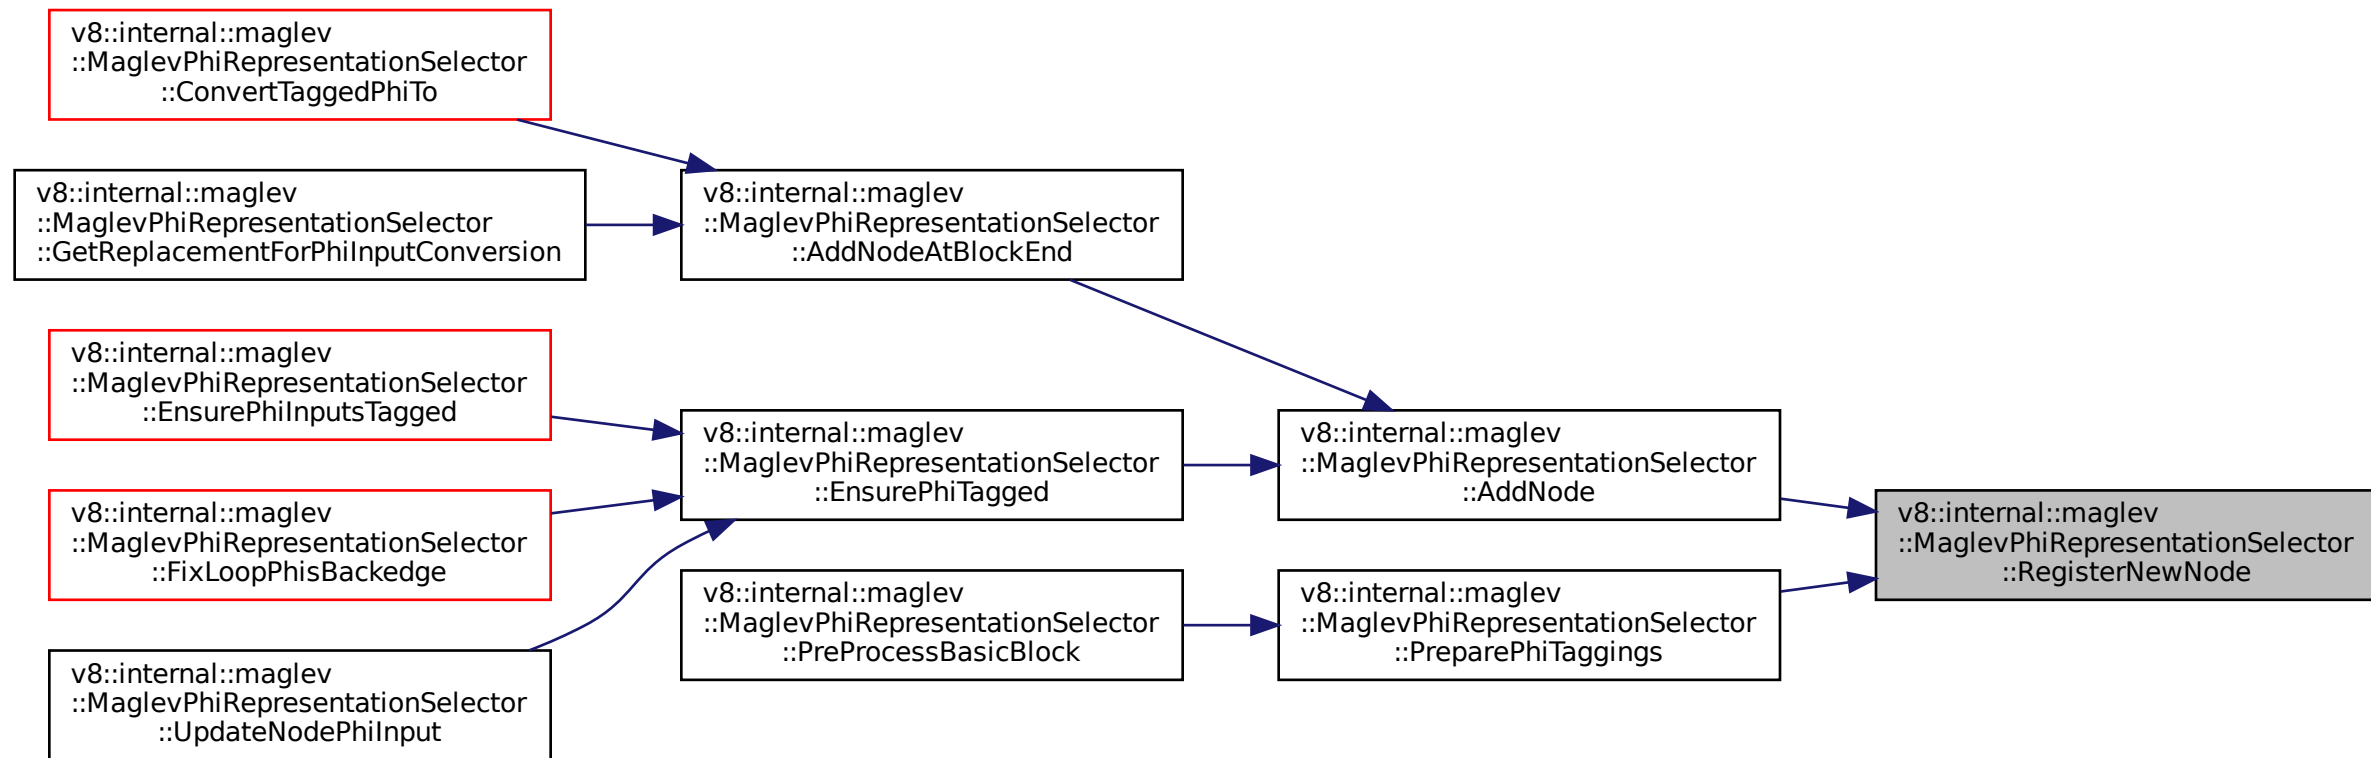 v8::internal::maglev
::MaglevPhiRepresentationSelector
::ConvertTaggedPhiTo
v8::internal::maglev
::MaglevPhiRepresentationSelector
::GetReplacementForPhiInputConversion
v8::internal::maglev
::MaglevPhiRepresentationSelector
::AddNodeAtBlockEnd
v8::internal::maglev
::MaglevPhiRepresentationSelector
::EnsurePhiInputsTagged
v8::internal::maglev
::MaglevPhiRepresentationSelector
::EnsurePhiTagged
v8::internal::maglev
::MaglevPhiRepresentationSelector
::AddNode
v8::internal::maglev
::MaglevPhiRepresentationSelector
::FixLoopPhisBackedge
v8::internal::maglev
::MaglevPhiRepresentationSelector
::RegisterNewNode
v8::internal::maglev
::MaglevPhiRepresentationSelector
::PreProcessBasicBlock
v8::internal::maglev
::MaglevPhiRepresentationSelector
::PreparePhiTaggings
v8::internal::maglev
::MaglevPhiRepresentationSelector
::UpdateNodePhiInput